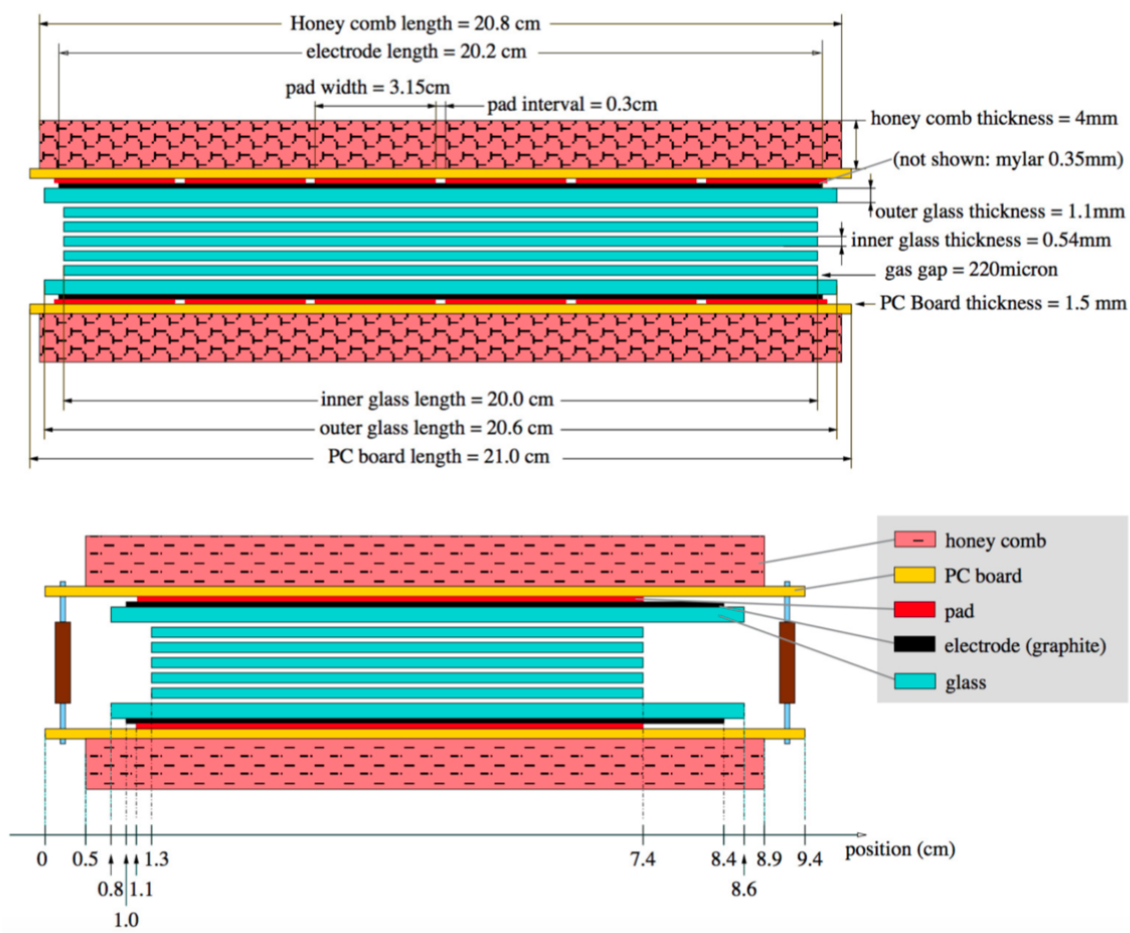 Honey comb length = 20.8 cm
electrode length = 20.2 cm
pad width = 3.15cm
pad interval = 0.3cm
honey comb thickness = 4mm
(not shown: mylar 0.35mm)
outer glass thickness = 1.1mm
inner glass thickness = 0.54mm
gas gap = 220micron
PC Board thickness = 1.5 mm
inner glass length = 20.0 cm
outer glass length = 20.6 cm
PC board length = 21.0 cm
honey comb
PC board
pad
electrode (graphite)
glass
0 0.5 1.3 7.4 8.4 8.9 9.4 position (cm)
0.8 1.1 8.6
1.0